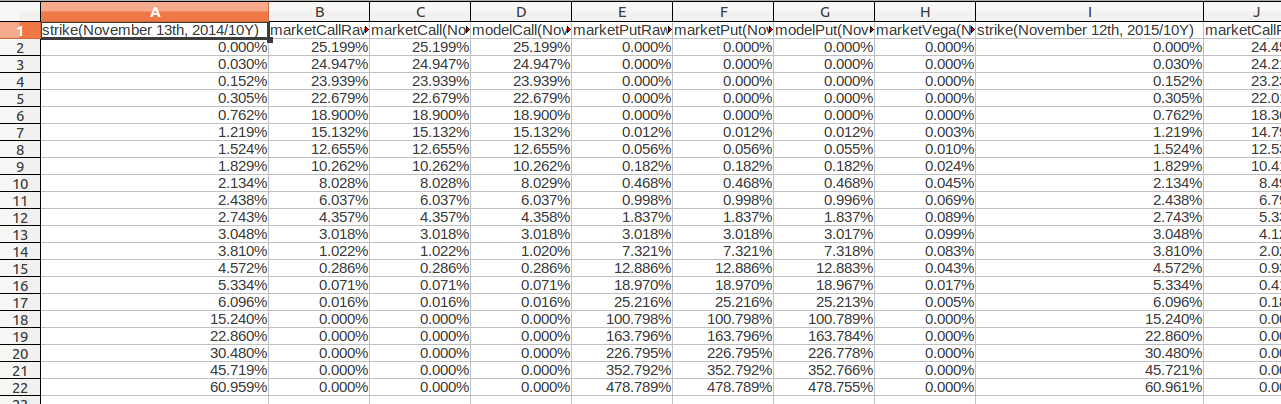 A B C D E F G H I J
1 strike(November 13th, 2014/10Y) marketCallRaw marketCall(Nov modelCall(Nov marketPutRaw marketPut(Nov modelPut(Nov marketVega(N strike(November 12th, 2015/10Y) marketCallR
2 0.000% 25.199% 25.199% 25.199% 0.000% 0.000% 0.000% 0.000% 0.000% 24.45
3 0.030% 24.947% 24.947% 24.947% 0.000% 0.000% 0.000% 0.000% 0.030% 24.2
4 0.152% 23.939% 23.939% 23.939% 0.000% 0.000% 0.000% 0.000% 0.152% 23.2
5 0.305% 22.679% 22.679% 22.679% 0.000% 0.000% 0.000% 0.000% 0.305% 22.0
6 0.762% 18.900% 18.900% 18.900% 0.000% 0.000% 0.000% 0.000% 0.762% 18.3
7 1.219% 15.132% 15.132% 15.132% 0.012% 0.012% 0.012% 0.003% 1.219% 14.7
8 1.524% 12.655% 12.655% 12.655% 0.056% 0.056% 0.055% 0.010% 1.524% 12.5
9 1.829% 10.262% 10.262% 10.262% 0.182% 0.182% 0.182% 0.024% 1.829% 10.4
10 2.134% 8.028% 8.028% 8.029% 0.468% 0.468% 0.468% 0.045% 2.134% 8.4
11 2.438% 6.037% 6.037% 6.037% 0.998% 0.998% 0.996% 0.069% 2.438% 6.7
12 2.743% 4.357% 4.357% 4.358% 1.837% 1.837% 1.837% 0.089% 2.743% 5.3
13 3.048% 3.018% 3.018% 3.018% 3.018% 3.018% 3.017% 0.099% 3.048% 4.1
14 3.810% 1.022% 1.022% 1.020% 7.321% 7.321% 7.318% 0.083% 3.810% 2.0
15 4.572% 0.286% 0.286% 0.286% 12.886% 12.886% 12.883% 0.043% 4.572% 0.9
16 5.334% 0.071% 0.071% 0.071% 18.970% 18.970% 18.967% 0.017% 5.334% 0.4
17 6.096% 0.016% 0.016% 0.016% 25.216% 25.216% 25.213% 0.005% 6.096% 0.1
18 15.240% 0.000% 0.000% 0.000% 100.798% 100.798% 100.789% 0.000% 15.240% 0.0
19 22.860% 0.000% 0.000% 0.000% 163.796% 163.796% 163.784% 0.000% 22.860% 0.0
20 30.480% 0.000% 0.000% 0.000% 226.795% 226.795% 226.778% 0.000% 30.480% 0.0
21 45.719% 0.000% 0.000% 0.000% 352.792% 352.792% 352.766% 0.000% 45.721% 0.0
22 60.959% 0.000% 0.000% 0.000% 478.789% 478.789% 478.755% 0.000% 60.961% 0.0